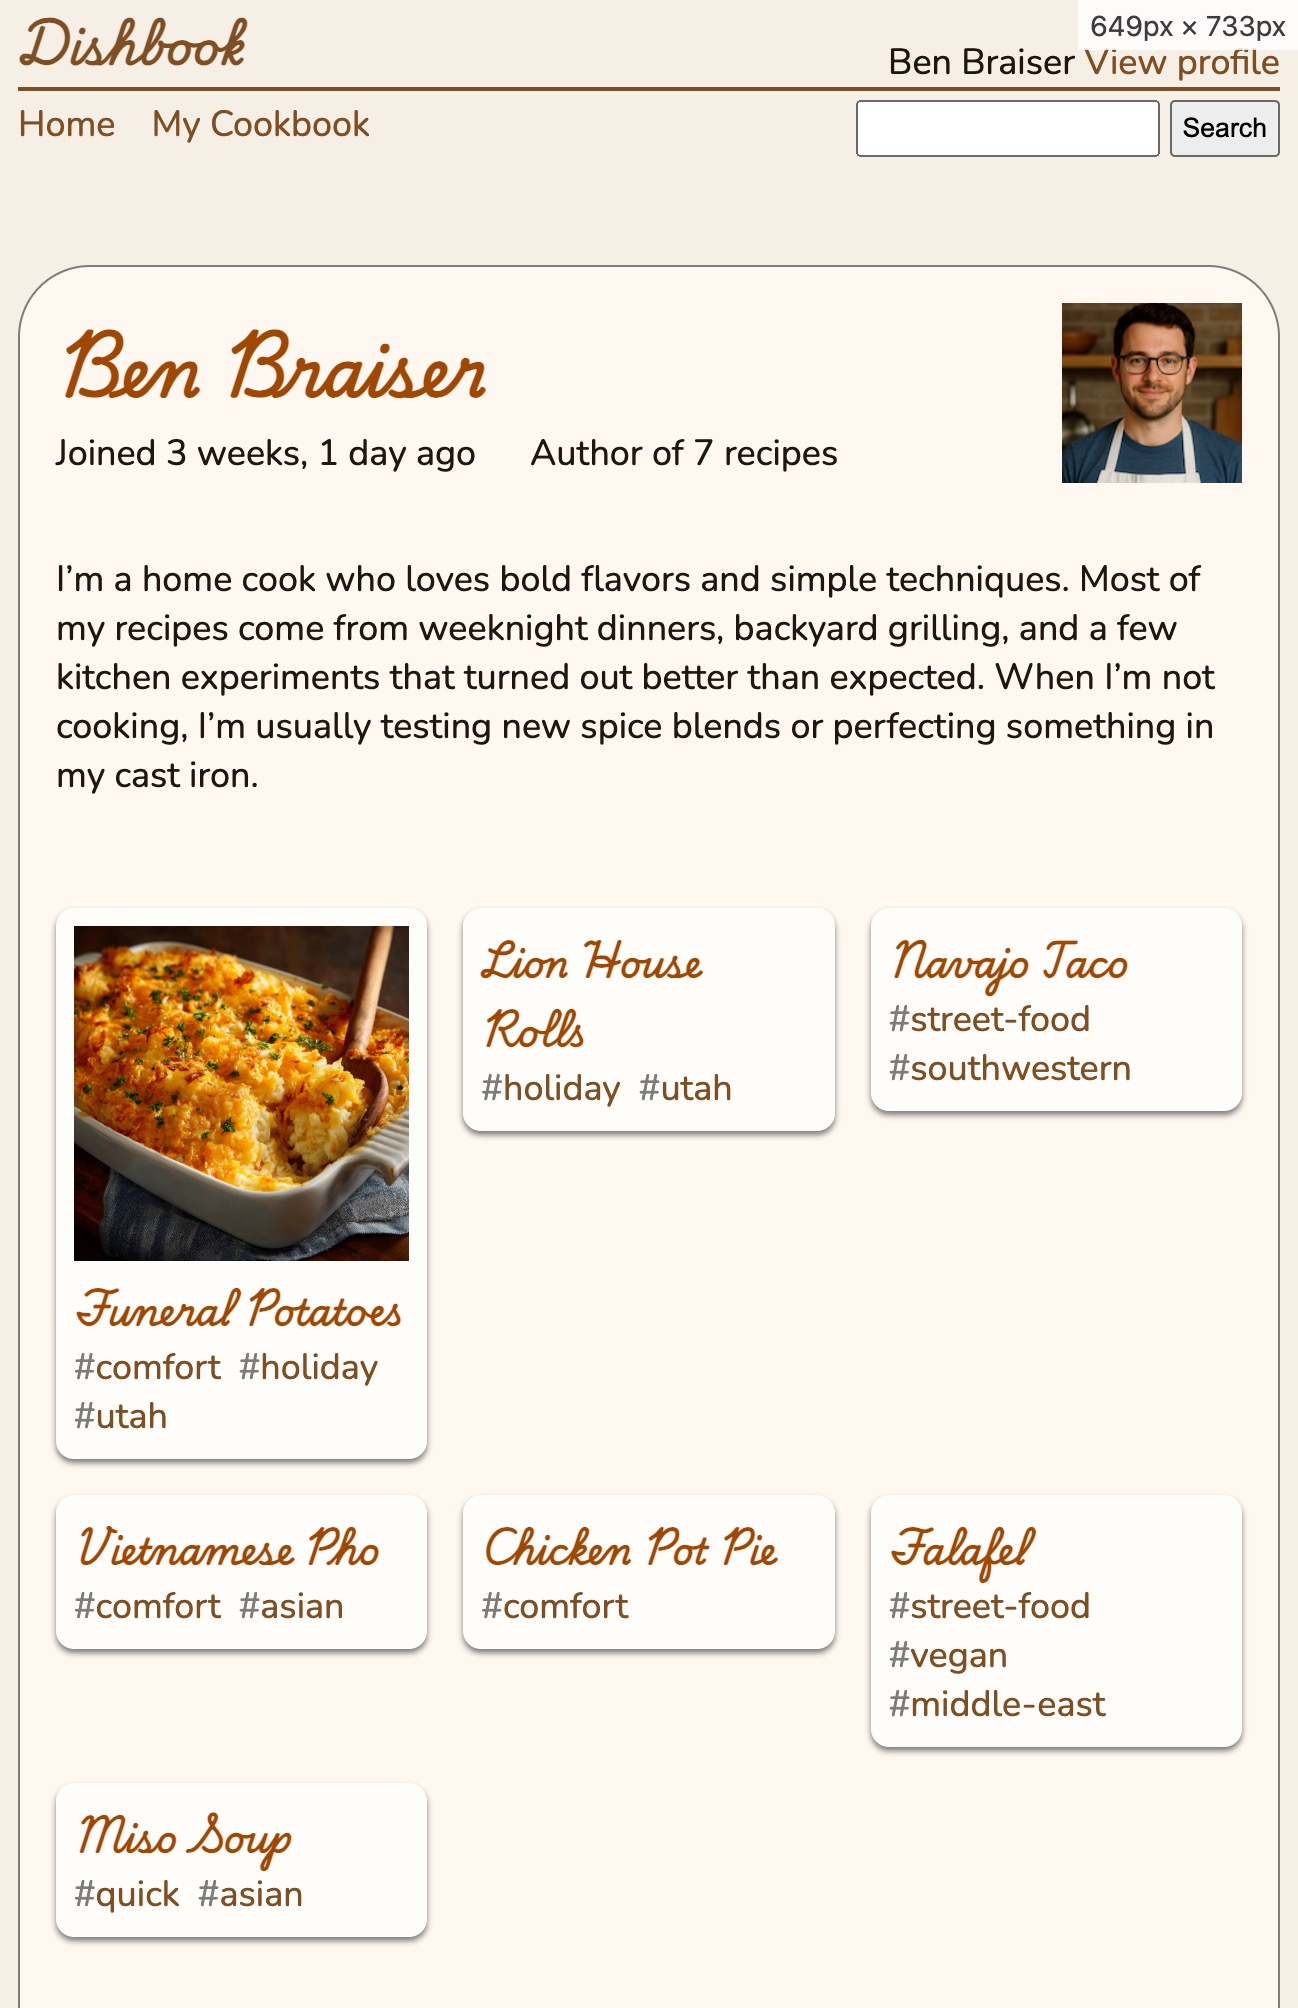 Dishbook
649px × 733px
Ben Braiser View profile
Home My Cookbook
Search
Ben Braiser
Joined 3 weeks, 1 day ago Author of 7 recipes
I’m a home cook who loves bold flavors and simple techniques. Most of
my recipes come from weeknight dinners, backyard grilling, and a few
kitchen experiments that turned out better than expected. When I’m not
cooking, I’m usually testing new spice blends or perfecting something in
my cast iron.
Funeral Potatoes
#comfort #holiday
#utah
Lion House
Rolls
#holiday #utah
Navajo Taco
#street-food
#southwestern
Vietnamese Pho
#comfort #asian
Chicken Pot Pie
#comfort
Falafel
#street-food
#vegan
#middle-east
Miso Soup
#quick #asian